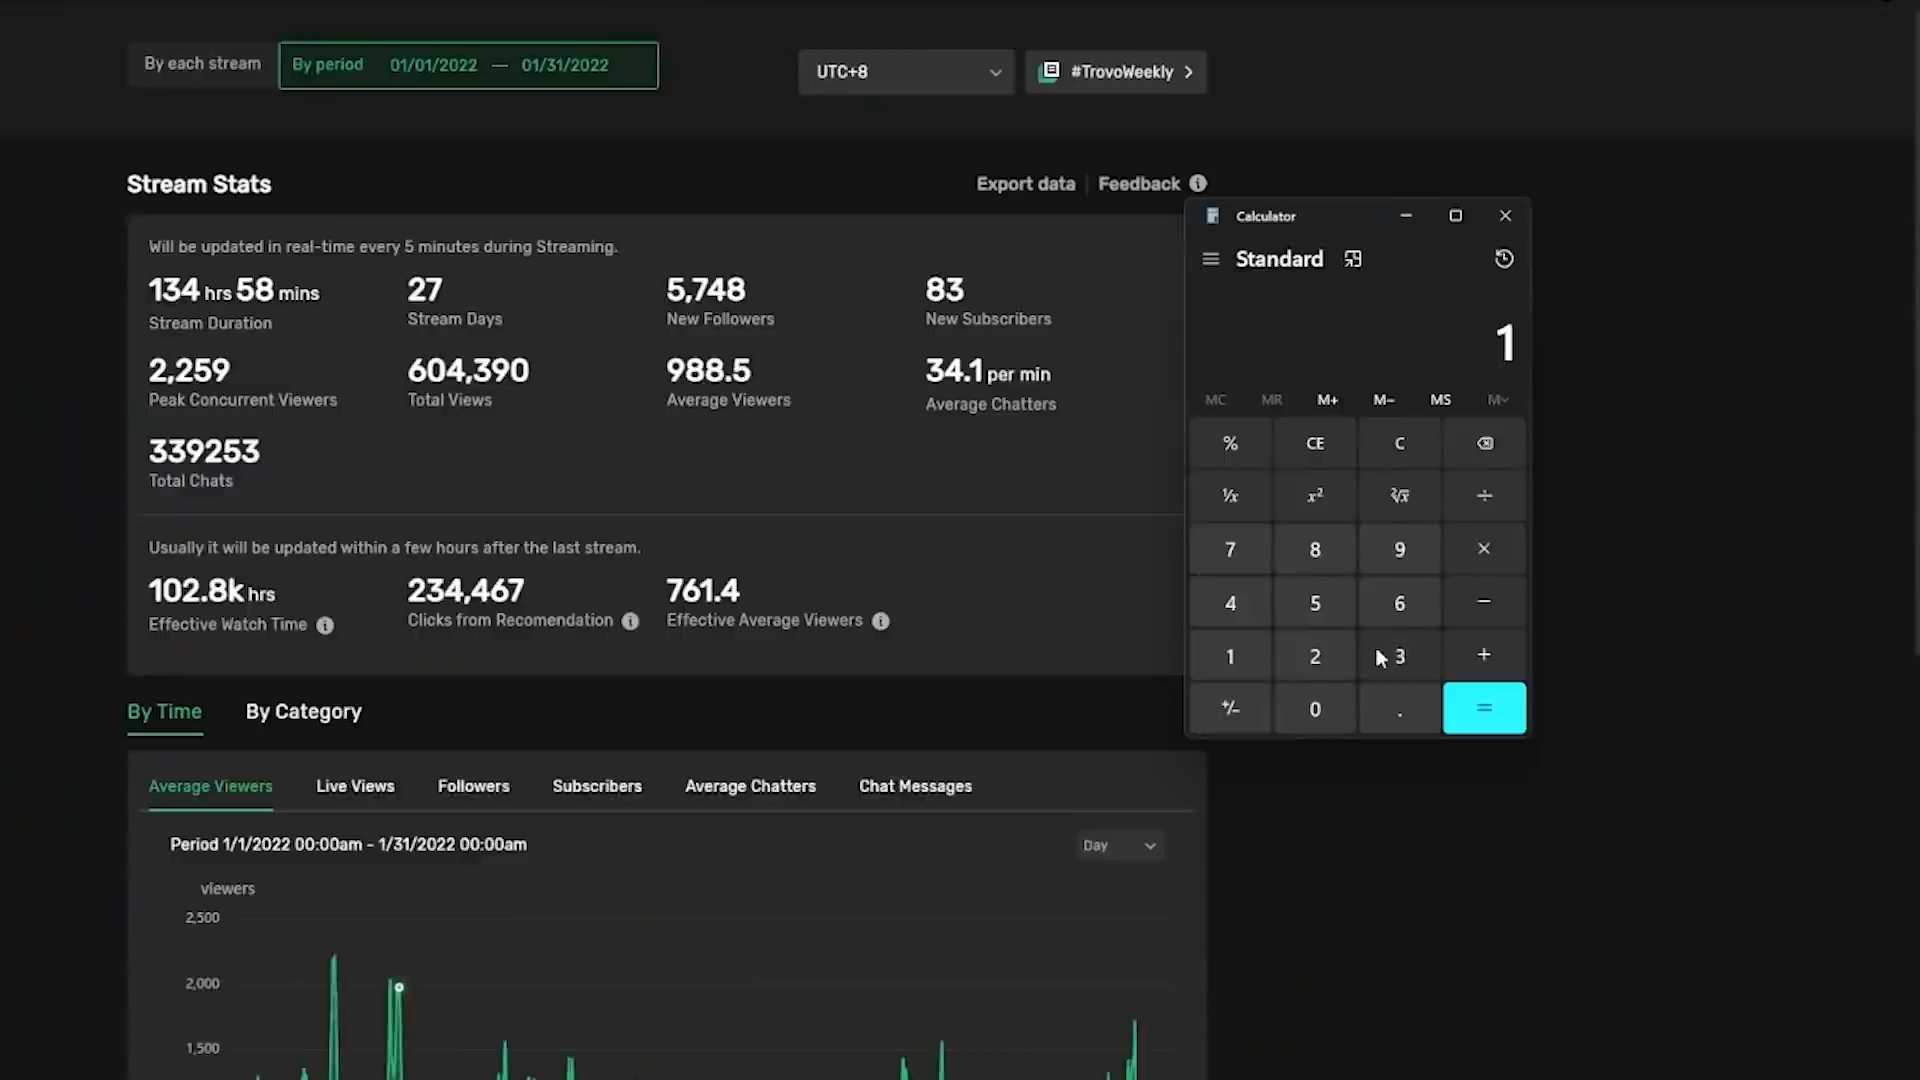 By each stream
By period 01/01/2022 — 01/31/2022
UTC+8
#TrovoWeekly
Stream Stats
Export data
Feedback
Will be updated in real-time every 5 minutes during Streaming.
134 hrs 58 mins
Stream Duration
27
Stream Days
5,748
New Followers
83
New Subscribers
2,259
Peak Concurrent Viewers
604,390
Total Views
988.5
Average Viewers
34.1 per min
Average Chatters
339253
Total Chats
Usually it will be updated within a few hours after the last stream.
102.8k hrs
Effective Watch Time
234,467
Clicks from Recomendation
761.4
Effective Average Viewers
By Time
By Category
Average Viewers
Live Views
Followers
Subscribers
Average Chatters
Chat Messages
Period 1/1/2022 00:00am - 1/31/2022 00:00am
Day
viewers
2,500
2,000
1,500
Calculator
Standard
1
MC MR M+ M− MS M˅
% CE C
¹/x x² ²√x ÷
7 8 9 ×
4 5 6 −
1 2 3 +
+/− 0 . =